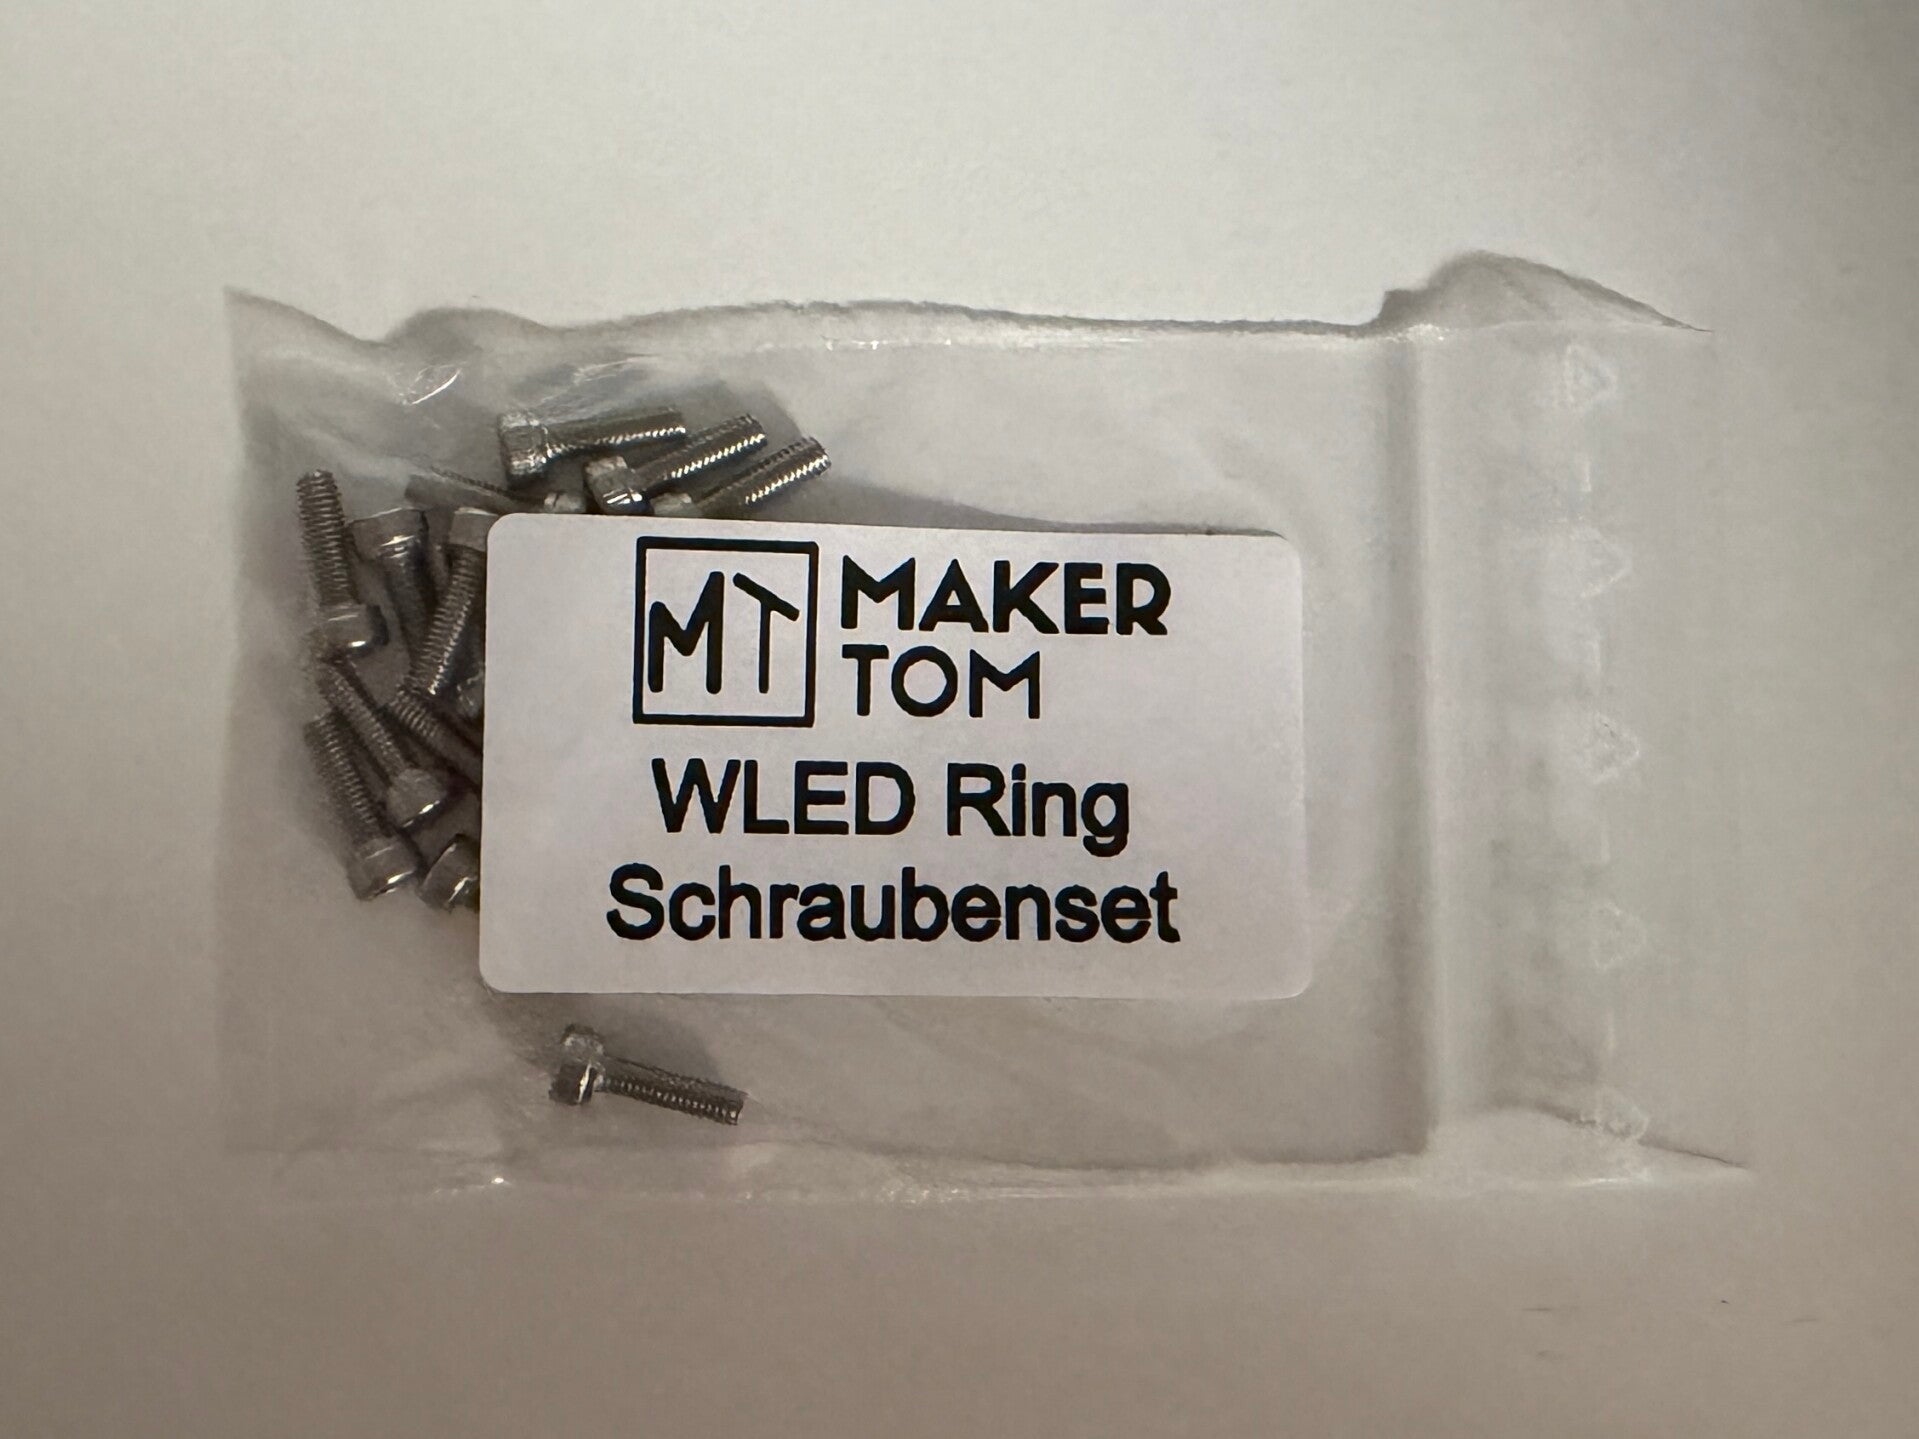 MT
MAKER
TOM
WLED Ring
Schraubenset